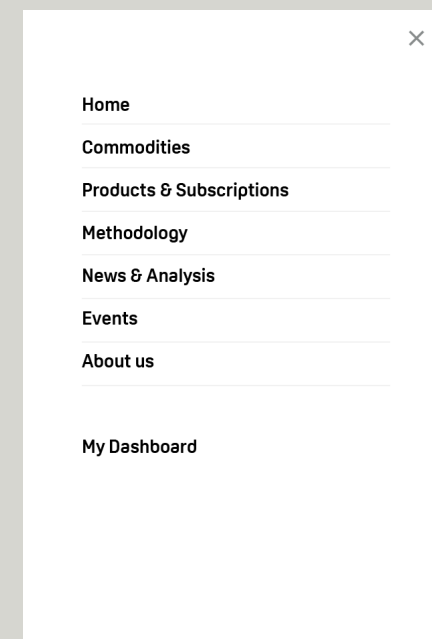 Home
Commodities
Products & Subscriptions
Methodology
News & Analysis
Events
About us
My Dashboard